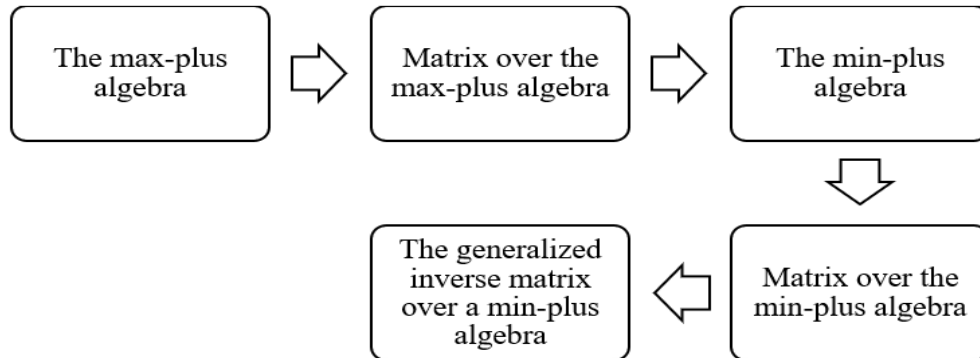 The max-plus
algebra
Matrix over the
max-plus algebra
The min-plus
algebra
Matrix over the
min-plus algebra
The generalized
inverse matrix
over a min-plus
algebra